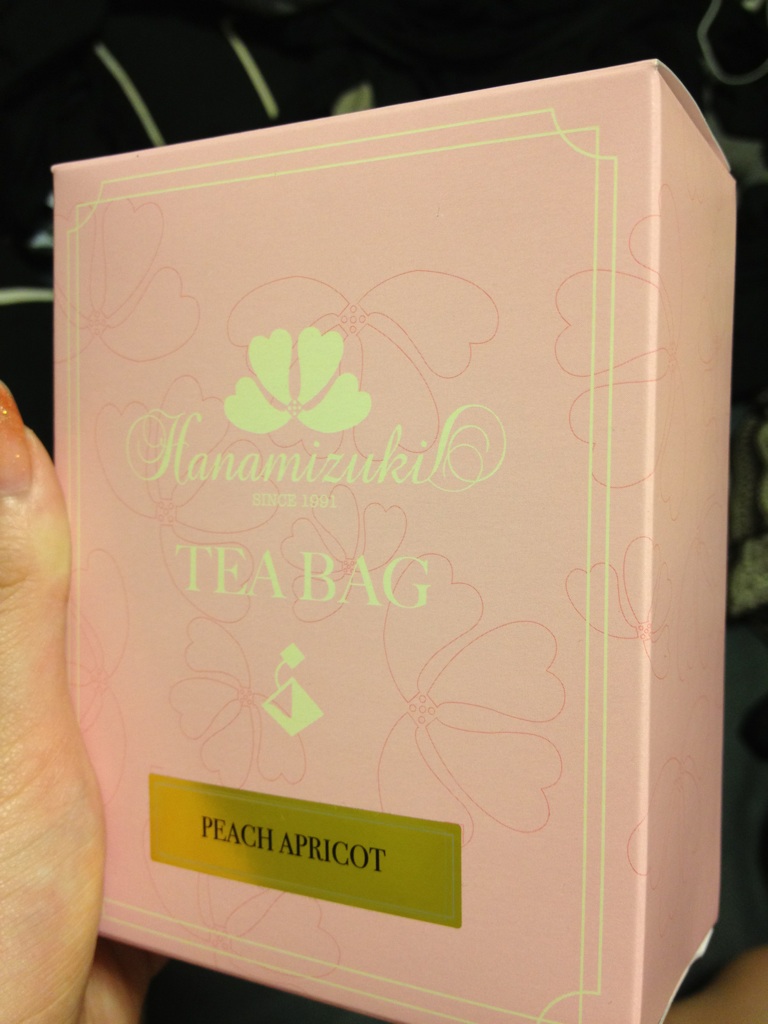 Hanamizuki
SINCE 1991
TEA BAG
PEACH APRICOT